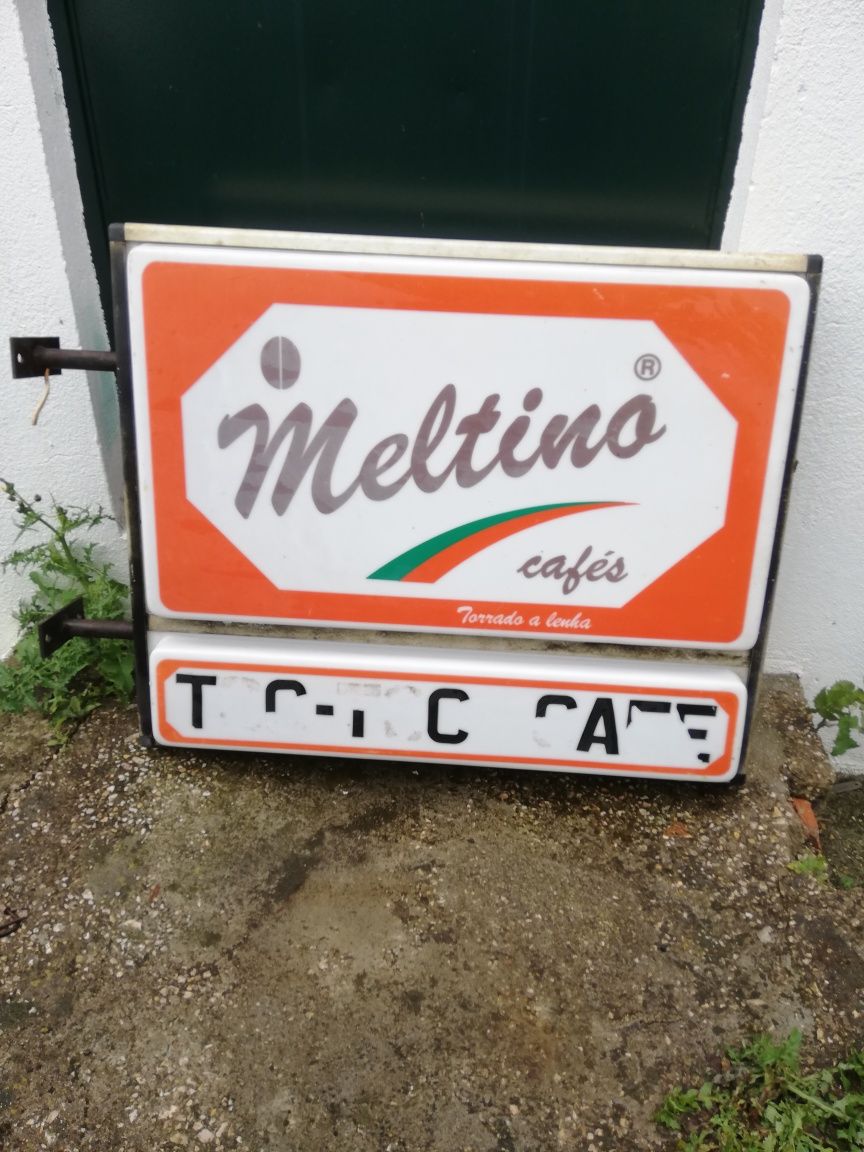 Meltino ®
cafés
Torrado a lenha